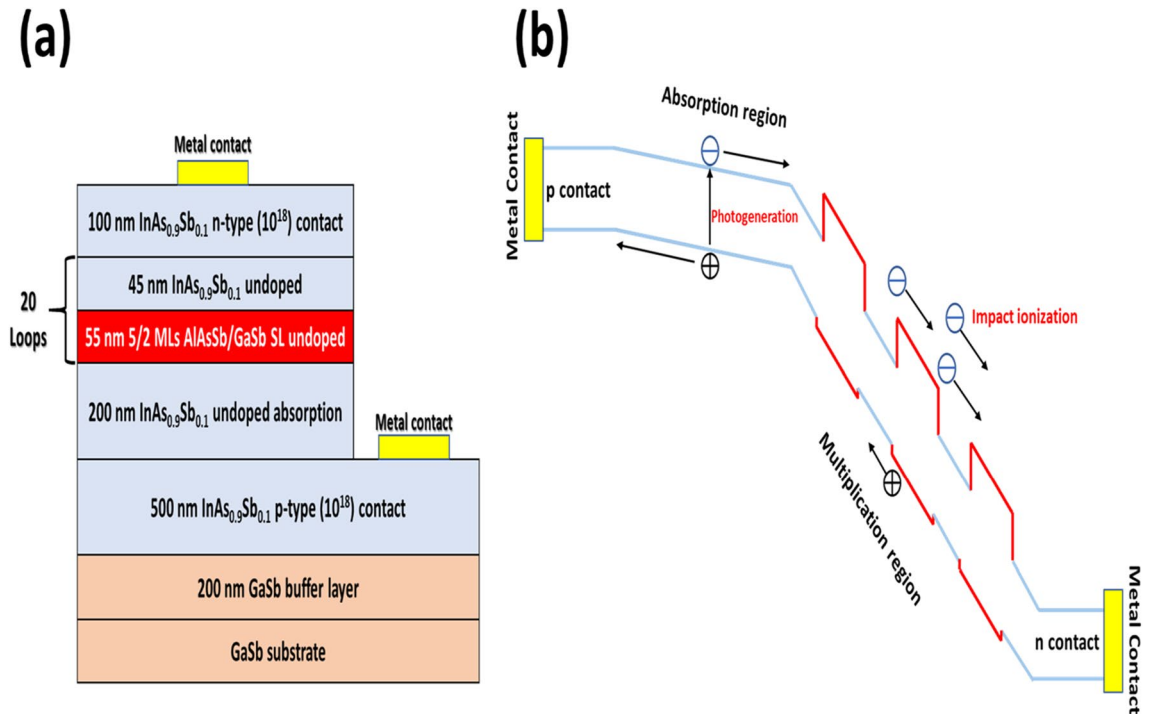 (a)
Metal contact
100 nm InAs0.9Sb0.1 n-type (10^18) contact
45 nm InAs0.9Sb0.1 undoped
20
Loops
55 nm 5/2 MLs AlAsSb/GaSb SL undoped
200 nm InAs0.9Sb0.1 undoped absorption
Metal contact
500 nm InAs0.9Sb0.1 p-type (10^18) contact
200 nm GaSb buffer layer
GaSb substrate
(b)
Absorption region
Metal Contact
p contact
Photogeneration
Impact ionization
Multiplication region
n contact
Metal Contact